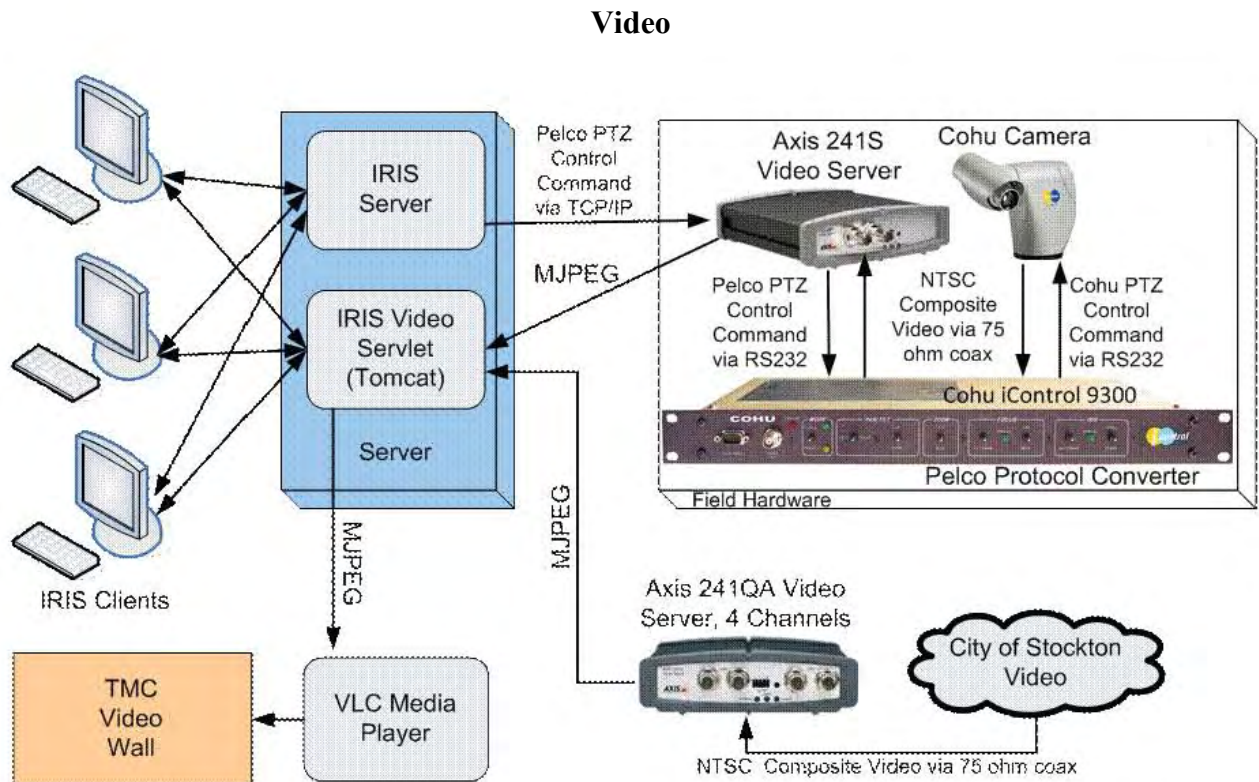 Video
IRIS
Server
IRIS Video
Servlet
(Tomcat)
Server
Pelco PTZ
Control
Command
via TCP/IP
MJPEG
Axis 241S
Video Server
Cohu Camera
Pelco PTZ
Control
Command
via RS232
NTSC
Composite
Video via 75
ohm coax
Cohu PTZ
Control
Command
via RS232
Cohu iControl 9300
COHU
Pelco Protocol Converter
Field Hardware
IRIS Clients
MJPEG
MJPEG
Axis 241QA Video
Server, 4 Channels
AXIS
City of Stockton
Video
TMC
Video
Wall
VLC Media
Player
NTSC Composite Video via 75 ohm coax